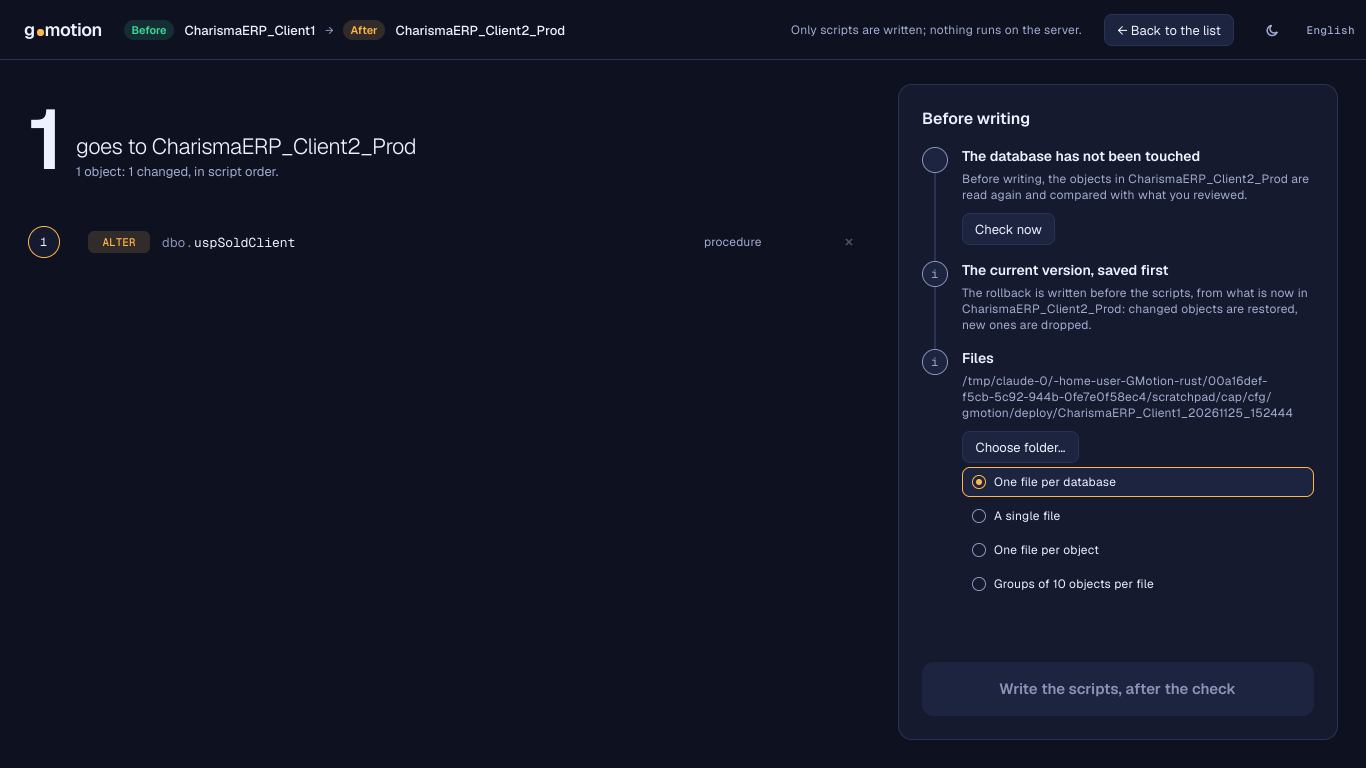 g•motion Before CharismaERP_Client1 → After CharismaERP_Client2_Prod Only scripts are written; nothing runs on the server. ← Back to the list English
1 goes to CharismaERP_Client2_Prod
1 object: 1 changed, in script order.
1 ALTER dbo.uspSoldClient procedure ×
Before writing
The database has not been touched
Before writing, the objects in CharismaERP_Client2_Prod are
read again and compared with what you reviewed.
Check now
i The current version, saved first
The rollback is written before the scripts, from what is now in
CharismaERP_Client2_Prod: changed objects are restored,
new ones are dropped.
i Files
/tmp/claude-0/-home-user-GMotion-rust/00a16def-
f5cb-5c92-944b-0fe7e0f58ec4/scratchpad/cap/cfg/
gmotion/deploy/CharismaERP_Client1_20261125_152444
Choose folder…
One file per database
A single file
One file per object
Groups of 10 objects per file
Write the scripts, after the check